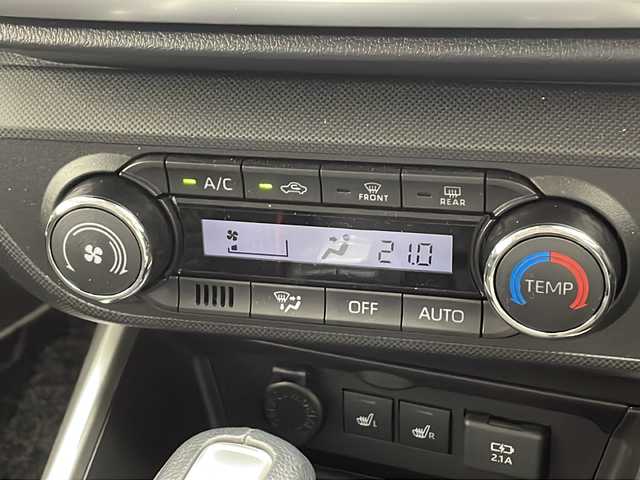 A/C
FRONT
REAR
21.0
TEMP
OFF
AUTO
L
R
2.1A